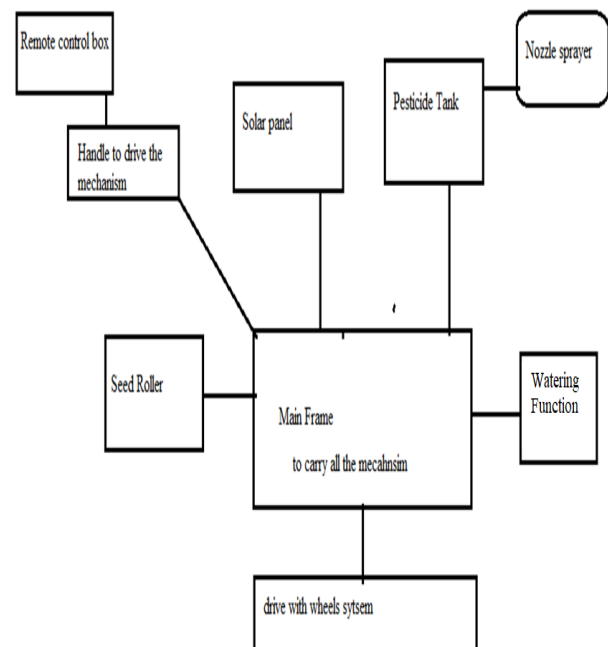 Remote control box
Nozzle sprayer
Solar panel
Pesticide Tank
Handle to drive the
mechanism
Seed Roller
Watering
Function
Main Frame
to carry all the mecahnsim
drive with wheels sytsem